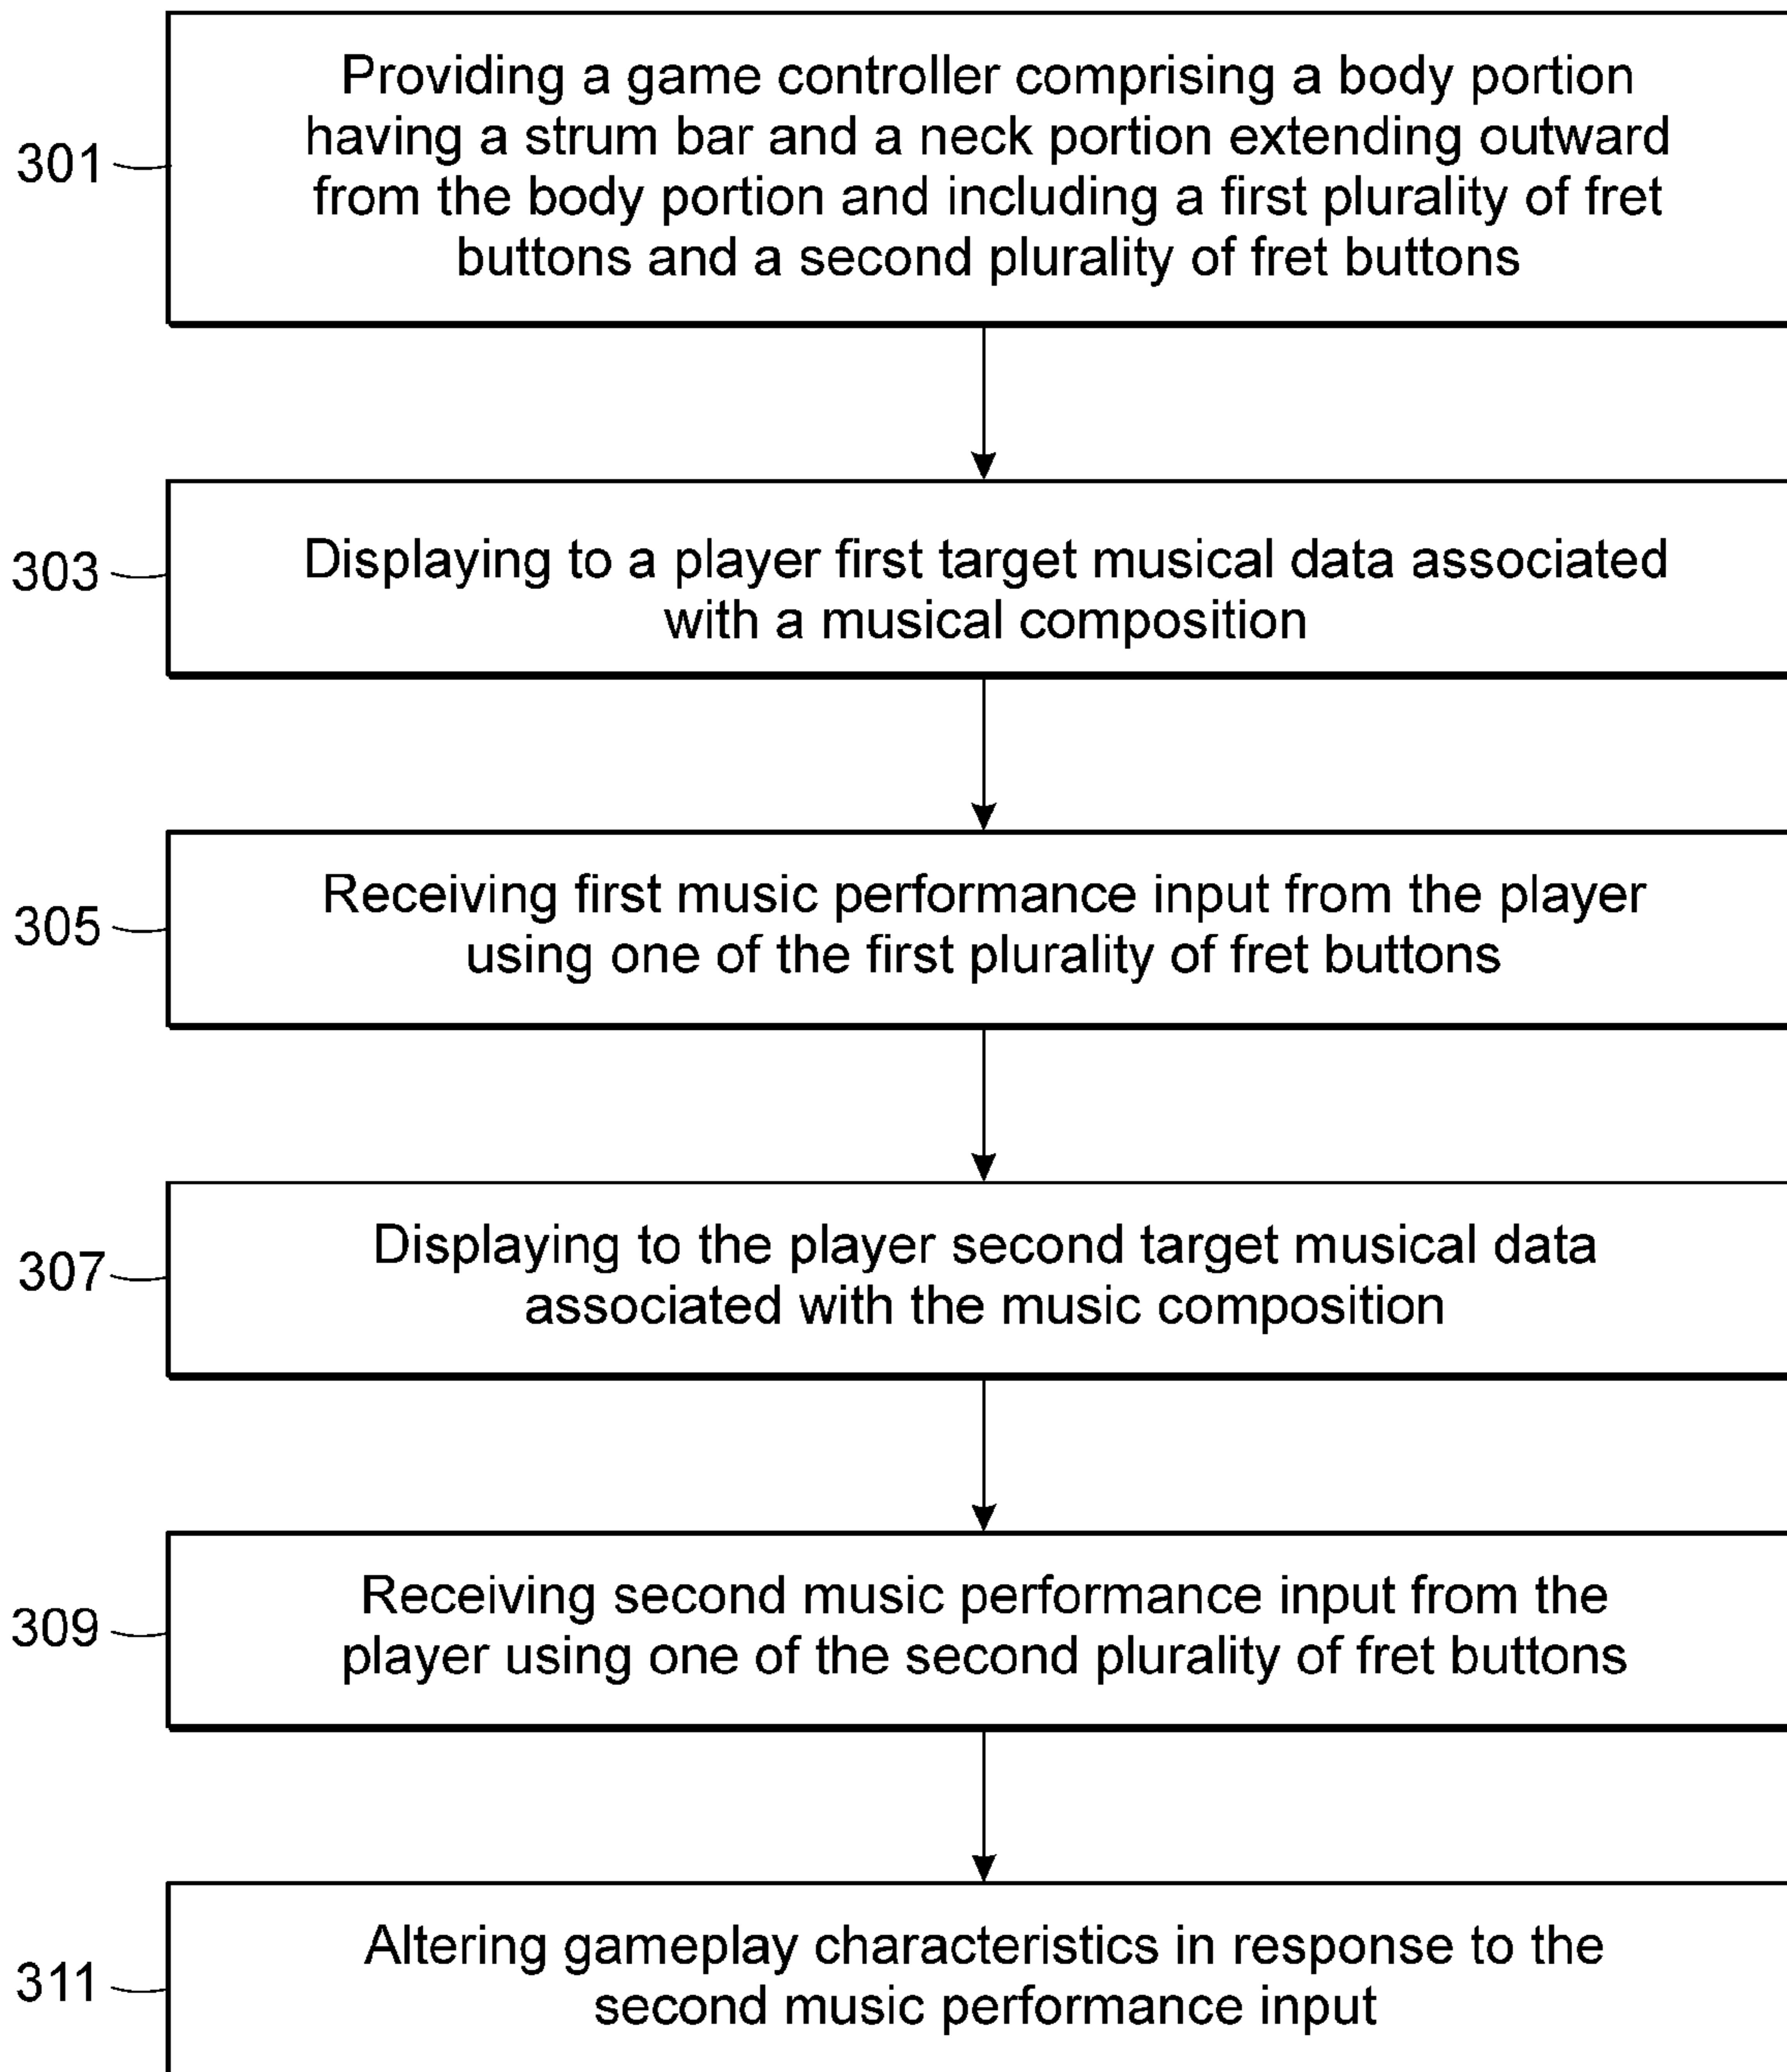 Providing a game controller comprising a body portion
having a strum bar and a neck portion extending outward
from the body portion and including a first plurality of fret
buttons and a second plurality of fret buttons
301
Displaying to a player first target musical data associated
with a musical composition
303
Receiving first music performance input from the player
using one of the first plurality of fret buttons
305
Displaying to the player second target musical data
associated with the music composition
307
Receiving second music performance input from the
player using one of the second plurality of fret buttons
309
Altering gameplay characteristics in response to the
second music performance input
311